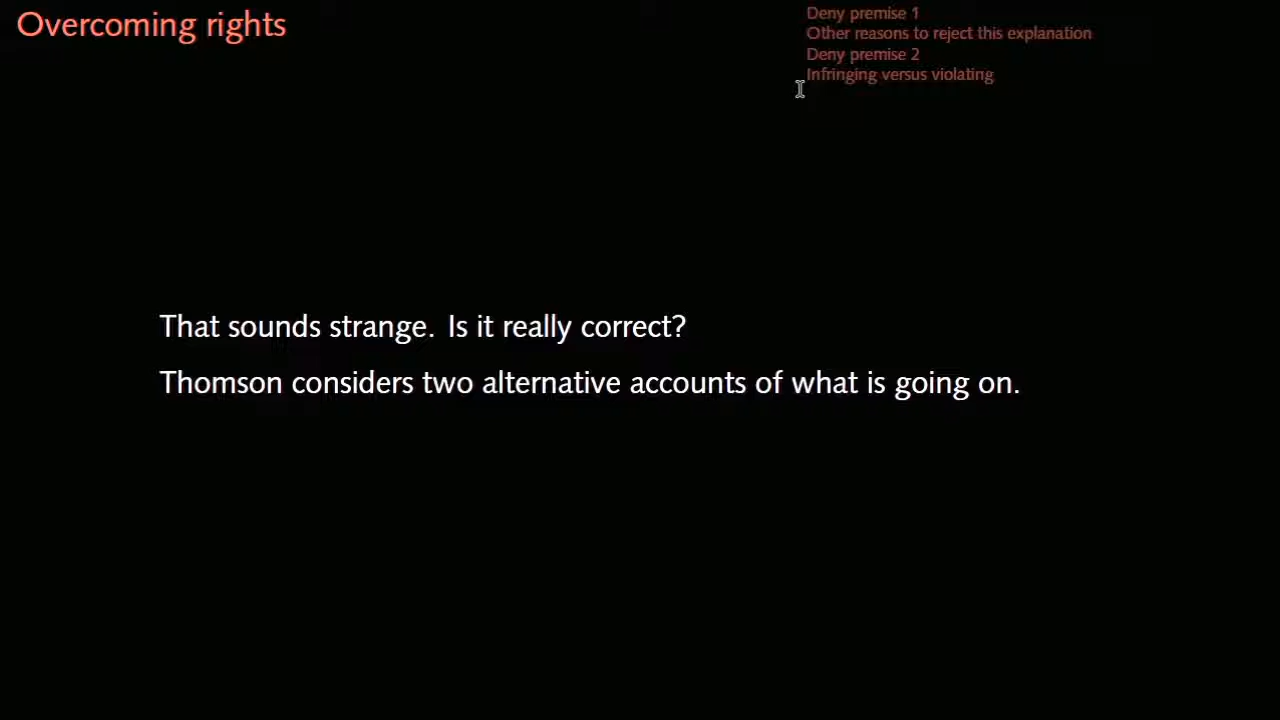 Overcoming rights
Deny premise 1
Other reasons to reject this explanation
Deny premise 2
Infringing versus violating
That sounds strange. Is it really correct?
Thomson considers two alternative accounts of what is going on.